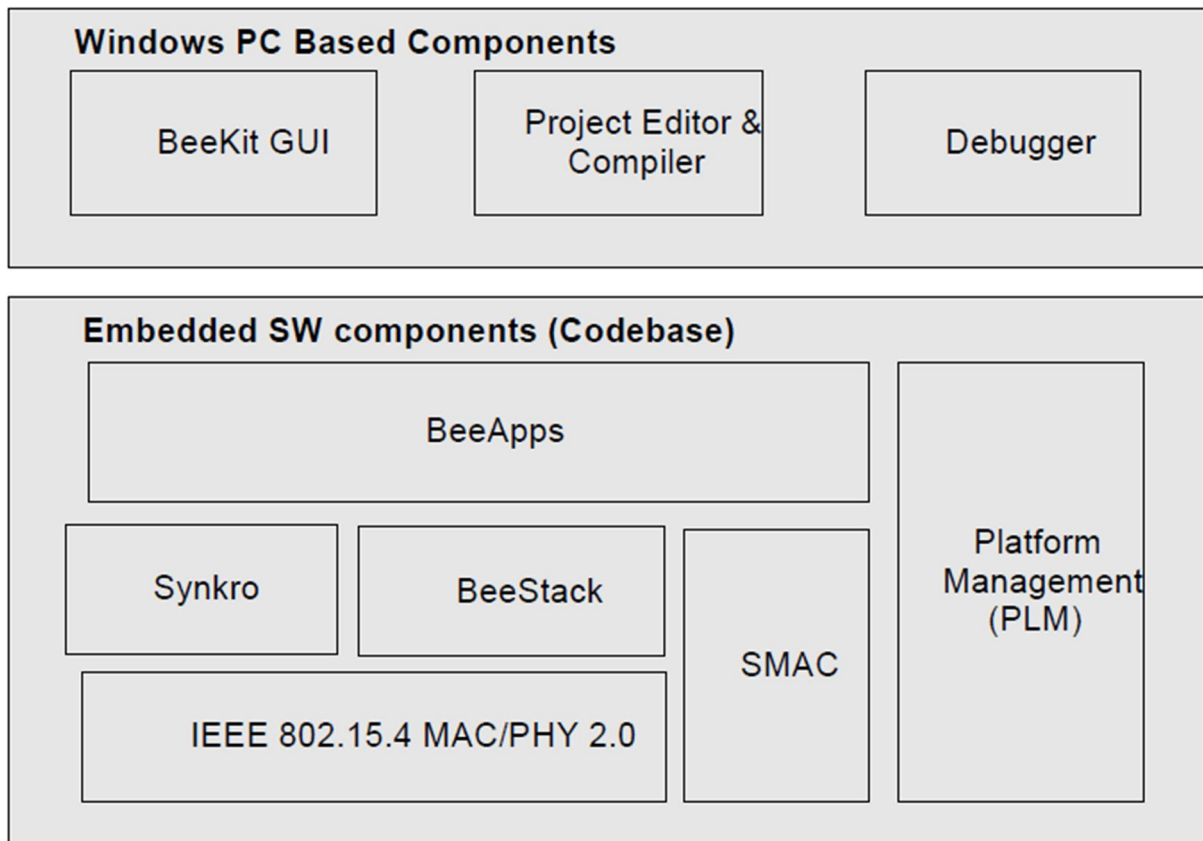 Windows PC Based Components
BeeKit GUI
Project Editor &
Compiler
Debugger
Embedded SW components (Codebase)
BeeApps
Platform
Management
(PLM)
Synkro
BeeStack
SMAC
IEEE 802.15.4 MAC/PHY 2.0